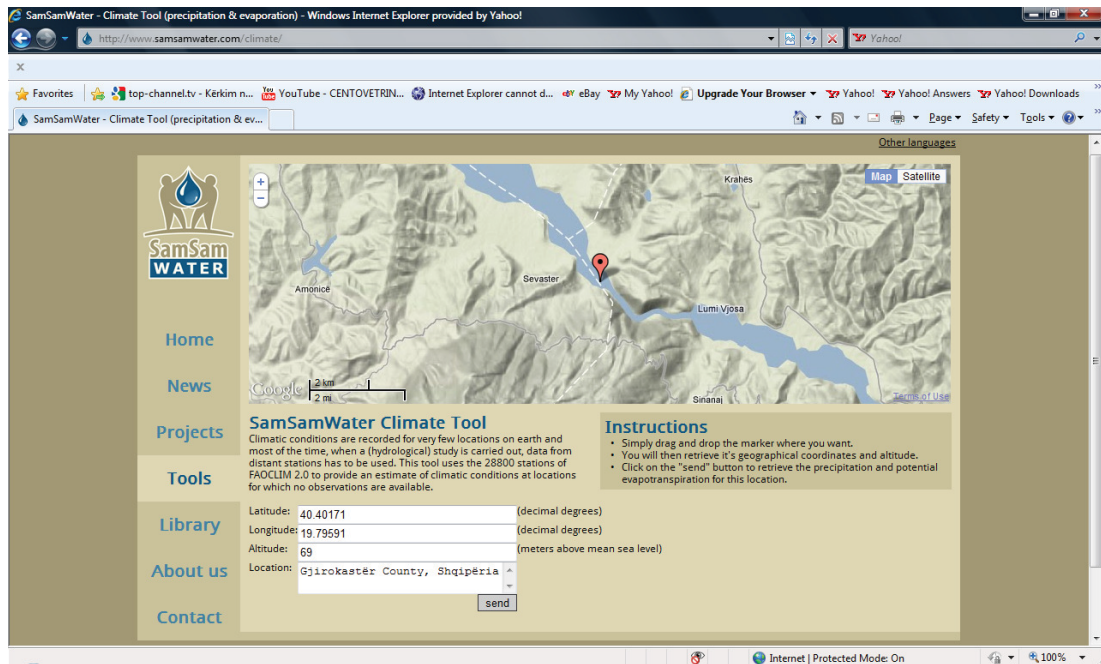 SamSamWater - Climate Tool (precipitation & evaporation) - Windows Internet Explorer provided by Yahoo!
http://www.samsamwater.com/climate/
Yahoo!
x
Favorites top-channel.tv - Kërkim n... YouTube - CENTOVETRIN... Internet Explorer cannot d... eBay My Yahoo! Upgrade Your Browser Yahoo! Yahoo! Answers Yahoo! Downloads
SamSamWater - Climate Tool (precipitation & ev... Page Safety Tools
Other languages
SamSam
WATER
Home
News
Projects
Tools
Library
About us
Contact
+
−
Map Satellite
Krahës
Sevaster
Amonicë
Lumi Vjosa
Sinanaj
Google
2 km
2 mi
Terms of Use
SamSamWater Climate Tool
Climatic conditions are recorded for very few locations on earth and
most of the time, when a (hydrological) study is carried out, data from
distant stations has to be used. This tool uses the 28800 stations of
FAOCLIM 2.0 to provide an estimate of climatic conditions at locations
for which no observations are available.
Instructions
• Simply drag and drop the marker where you want.
• You will then retrieve it's geographical coordinates and altitude.
• Click on the "send" button to retrieve the precipitation and potential
evapotranspiration for this location.
Latitude: 40.40171 (decimal degrees)
Longitude: 19.79591 (decimal degrees)
Altitude: 69 (meters above mean sea level)
Location: Gjirokastër County, Shqipëria
send
Internet | Protected Mode: On 100%